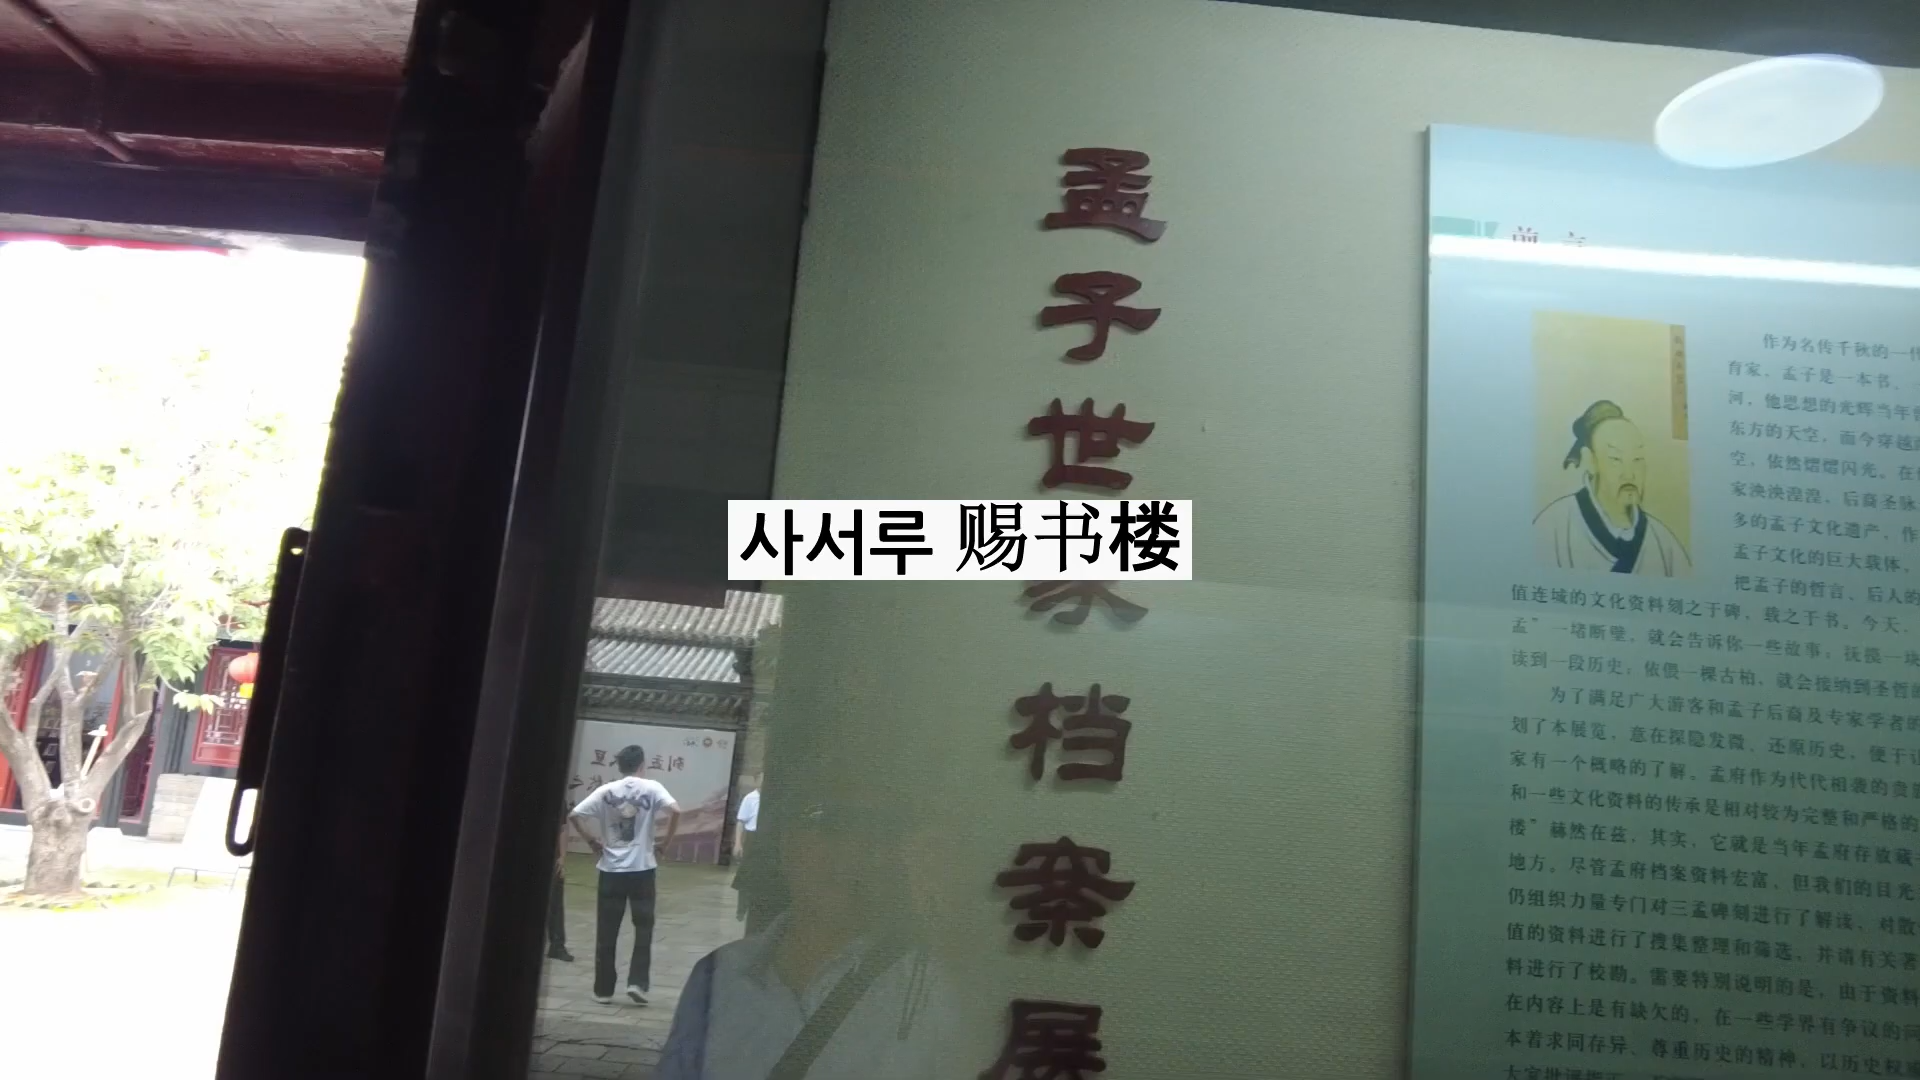 孟子世家档案展
사서루 赐书楼
前言
作为名传千秋的一
育家，孟子是一本书、
河，他思想的光辉当年
东方的天空，而今穿越
空，依然熠熠闪光。在
家泱泱湟湟，后裔圣脉
多的孟子文化遗产，作
孟子文化的巨大载体，
把孟子的哲言、后人的
值连城的文化资料刻之于碑，载之于书。今天，
孟”一堵断壁，就会告诉你一些故事；抚摸一块
读到一段历史；依偎一棵古柏，就会接纳到圣哲
为了满足广大游客和孟子后裔及专家学者的
划了本展览，意在探隐发微、还原历史，便于让
家有一个概略的了解。孟府作为代代相袭的贵
和一些文化资料的传承是相对较为完整和严格的
楼”赫然在兹，其实，它就是当年孟府存放藏
地方。尽管孟府档案资料宏富，但我们的目光
仍组织力量专门对三孟碑刻进行了解读，对散
值的资料进行了搜集整理和筛选，并请有关著
料进行了校勘。需要特别说明的是，由于资料
在内容上是有缺欠的，在一些学界有争议的问
本着求同存异、尊重历史的精神，以历史权